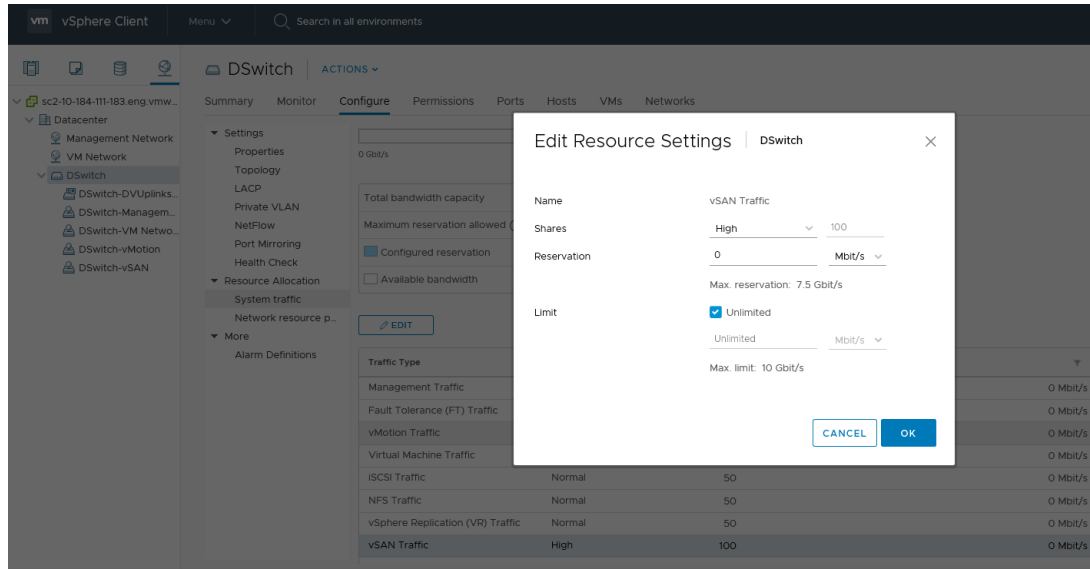 vm vSphere Client Menu Search in all environments
DSwitch ACTIONS
sc2-10-184-111-183.eng.vmw...
Datacenter
Management Network
VM Network
DSwitch
DSwitch-DVUplinks...
DSwitch-Managem...
DSwitch-VM Netwo...
DSwitch-vMotion
DSwitch-vSAN
Summary Monitor Configure Permissions Ports Hosts VMs Networks
Settings
Properties
Topology
LACP
Private VLAN
NetFlow
Port Mirroring
Health Check
Resource Allocation
System traffic
Network resource p...
More
Alarm Definitions
0 Gbit/s
Total bandwidth capacity
Maximum reservation allowed (
Configured reservation
Available bandwidth
EDIT
Traffic Type
Management Traffic 0 Mbit/s
Fault Tolerance (FT) Traffic 0 Mbit/s
vMotion Traffic 0 Mbit/s
Virtual Machine Traffic 0 Mbit/s
iSCSI Traffic Normal 50 0 Mbit/s
NFS Traffic Normal 50 0 Mbit/s
vSphere Replication (VR) Traffic Normal 50 0 Mbit/s
vSAN Traffic High 100 0 Mbit/s
Edit Resource Settings DSwitch
Name vSAN Traffic
Shares High 100
Reservation 0 Mbit/s
Max. reservation: 7.5 Gbit/s
Limit Unlimited
Unlimited Mbit/s
Max. limit: 10 Gbit/s
CANCEL OK